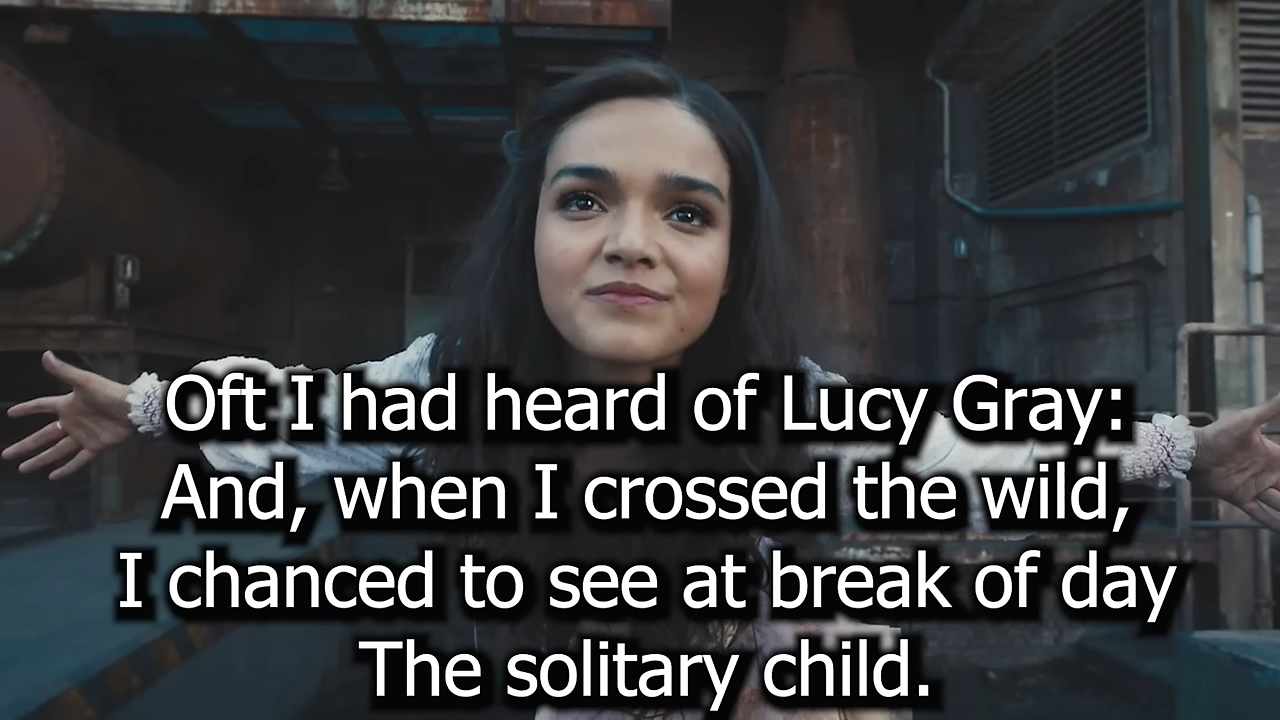 Oft I had heard of Lucy Gray:
And, when I crossed the wild,
I chanced to see at break of day
The solitary child.